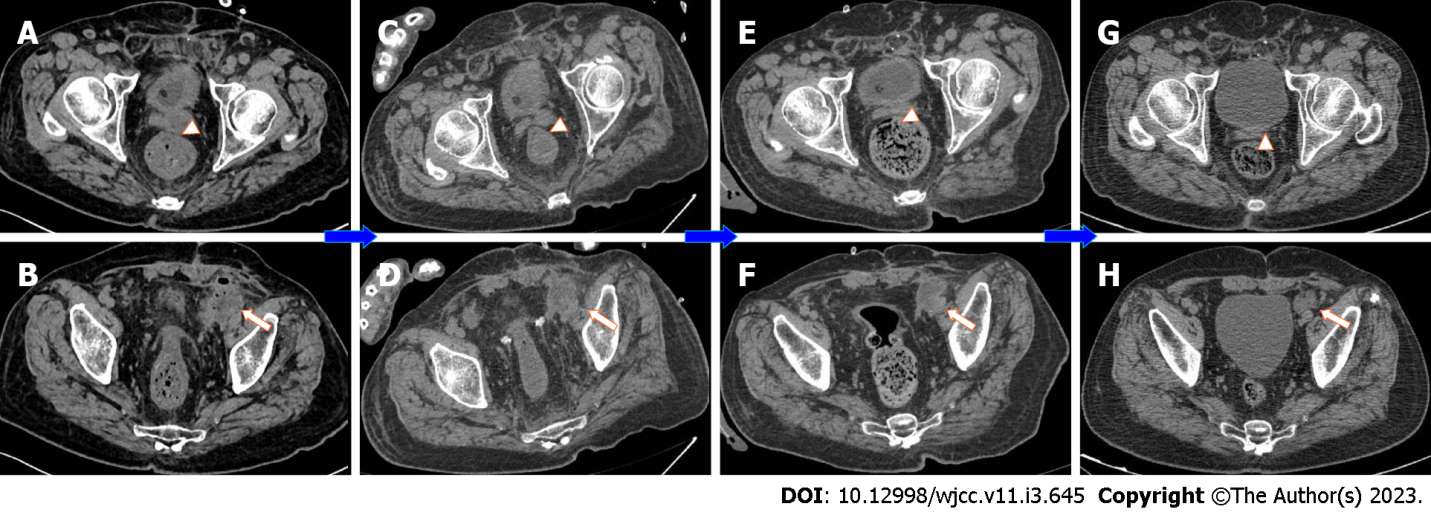 A C E G
B D F H
DOI: 10.12998/wjcc.v11.i3.645 Copyright ©The Author(s) 2023.